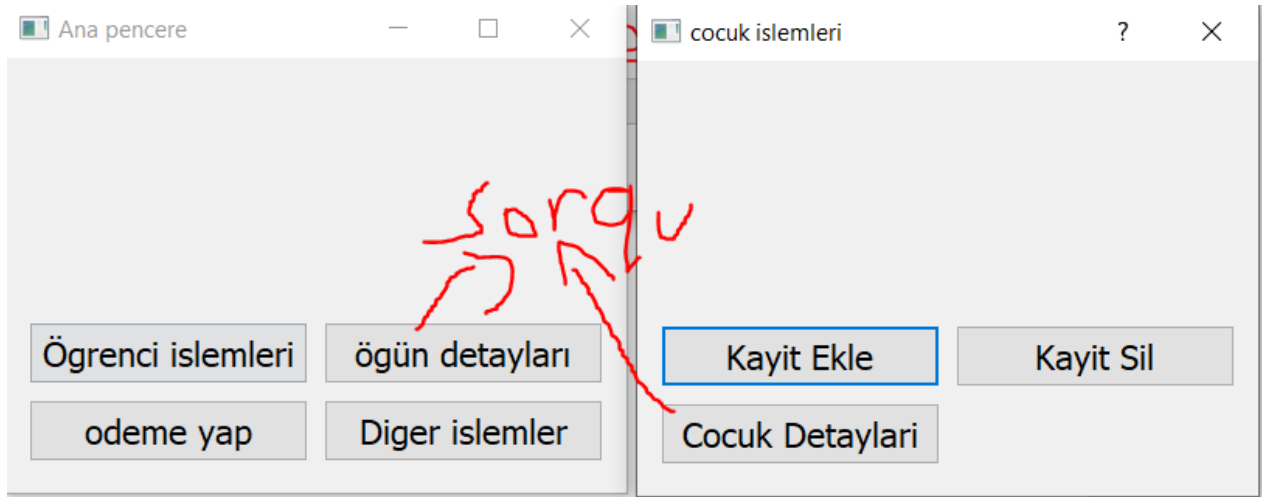 Ana pencere
cocuk islemleri
?
sorgu
Ögrenci islemleri
ögün detayları
odeme yap
Diger islemler
Kayit Ekle
Kayit Sil
Cocuk Detaylari